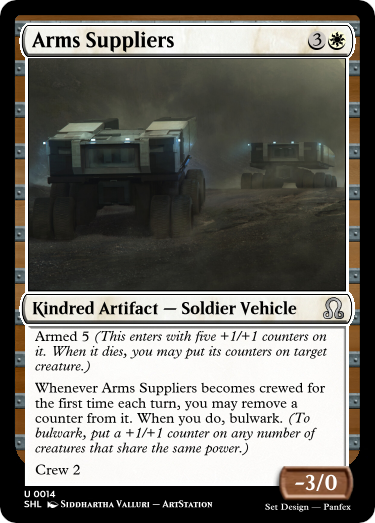 Arms Suppliers 3
Kindred Artifact — Soldier Vehicle
Armed 5 (This enters with five +1/+1 counters on
it. When it dies, you may put its counters on target
creature.)
Whenever Arms Suppliers becomes crewed for
the first time each turn, you may remove a
counter from it. When you do, bulwark. (To
bulwark, put a +1/+1 counter on any number of
creatures that share the same power.)
Crew 2
-3/0
U 0014
SHL Siddhartha Valluri — ArtStation
Set Design — Panfex